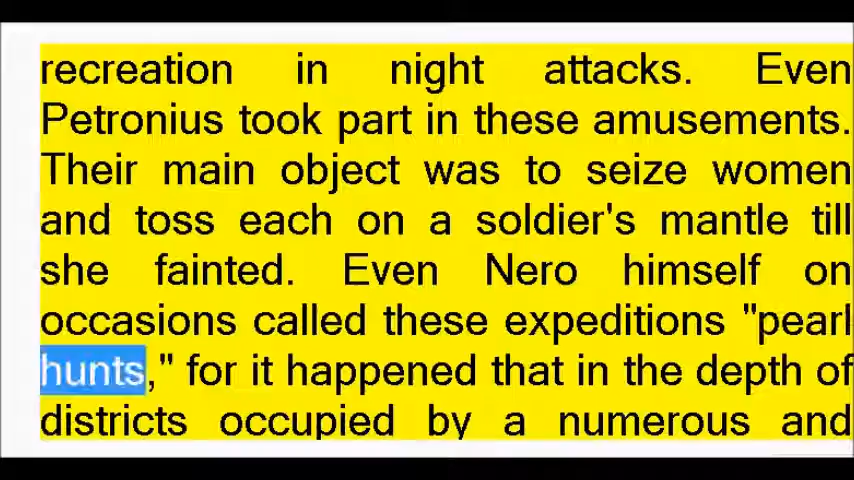 recreation in night attacks. Even
Petronius took part in these amusements.
Their main object was to seize women
and toss each on a soldier's mantle till
she fainted. Even Nero himself on
occasions called these expeditions "pearl
hunts," for it happened that in the depth of
districts occupied by a numerous and